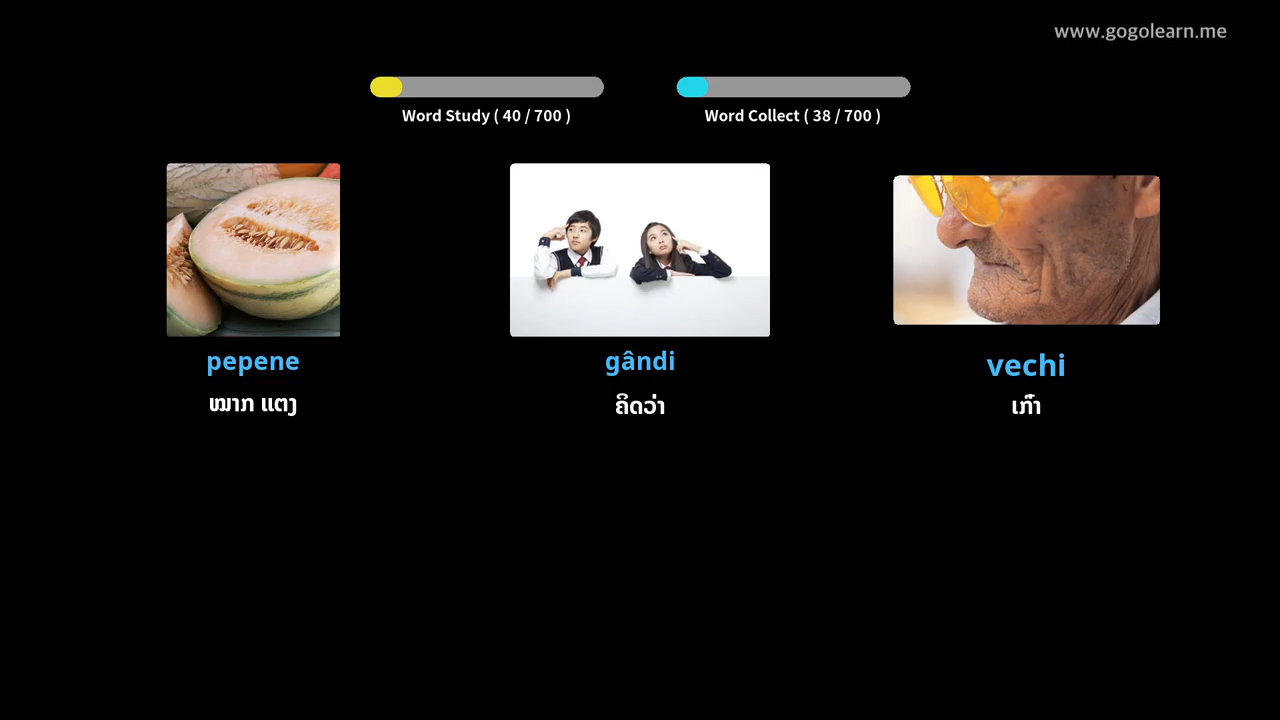 www.gogolearn.me
Word Study ( 40 / 700 )
Word Collect ( 38 / 700 )
pepene
gândi
vechi
ໝາກ ແຕງ
ຄິດວ່າ
ເກົ່າ